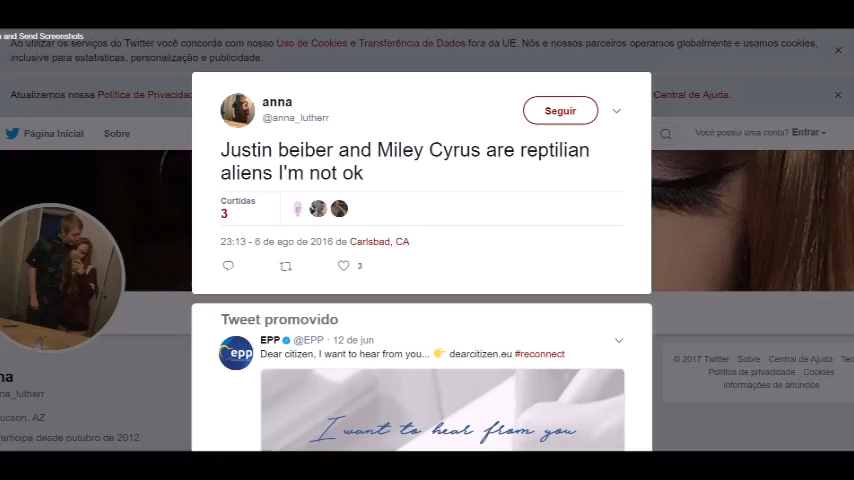 and Send Screenshots
Ao utilizar os serviços do Twitter você concorda com nosso Uso de Cookies e Transferência de Dados fora da UE. Nós e nossos parceiros operamos globalmente e usamos cookies,
inclusive para estatísticas, personalização e publicidade.
Atualizamos nossa Política de Privacidad
Central de Ajuda.
Página Inicial Sobre
Você possui uma conta? Entrar
anna
@anna_lutherr
Seguir
Justin beiber and Miley Cyrus are reptilian
aliens I'm not ok
Curtidas
3
23:13 - 6 de ago de 2016 de Carlsbad, CA
3
Tweet promovido
EPP @EPP · 12 de jun
Dear citizen, I want to hear from you... 👉 dearcitizen.eu #reconnect
epp
I want to hear from you
na
na_lutherr
ucson, AZ
articipa desde outubro de 2012
© 2017 Twitter Sobre Central de Ajuda Ter
Política de privacidade Cookies
Informações de anúncios